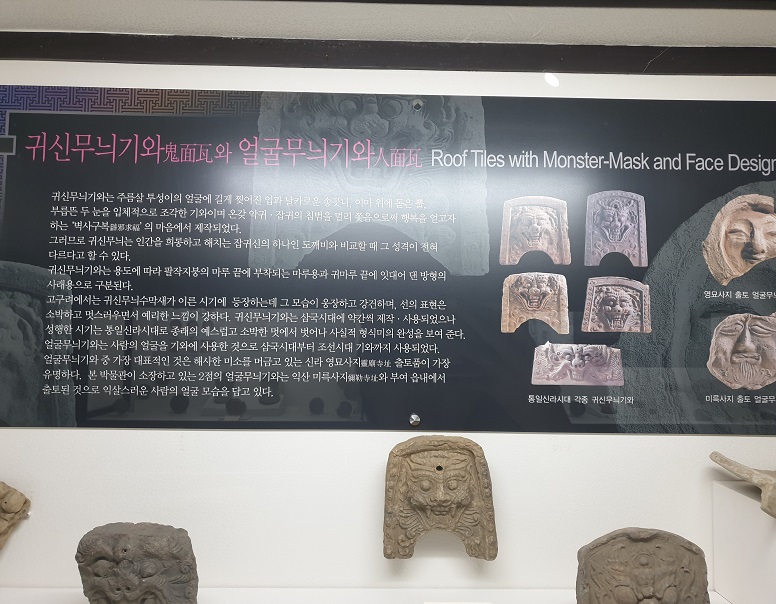 귀신무늬기와鬼面瓦와 얼굴무늬기와人面瓦 Roof Tiles with Monster-Mask and Face Design
귀신무늬기와는 주름살 투성이의 얼굴에 길게 찢어진 입과 날카로운 송곳니, 이마 위에 돋은 뿔,
부릅뜬 두 눈을 입체적으로 조각한 기와이며 온갖 악귀·잡귀의 침범을 멀리 쫓음으로써 행복을 얻고자
하는 '벽사구복辟邪求福'의 마음에서 제작되었다.
그러므로 귀신무늬는 인간을 희롱하고 해치는 잡귀신의 하나인 도깨비와 비교할 때 그 성격이 전혀
다르다고 할 수 있다.
귀신무늬기와는 용도에 따라 팔작지붕의 마루 끝에 부착되는 마루용과 귀마루 끝에 잇대어 댄 방형의
사래용으로 구분된다.
고구려에서는 귀신무늬수막새가 이른 시기에 등장하는데 그 모습이 웅장하고 강건하며, 선의 표현은
소박하고 멋스러우면서 예리한 느낌이 강하다. 귀신무늬기와는 삼국시대에 약간씩 제작·사용되었으나
성행한 시기는 통일신라시대로 종래의 예스럽고 소박한 멋에서 벗어나 사실적 형식미의 완성을 보여 준다.
얼굴무늬기와는 사람의 얼굴을 기와에 사용한 것으로 삼국시대부터 조선시대 기와까지 사용되었다.
얼굴무늬기와 중 가장 대표적인 것은 해사한 미소를 머금고 있는 신라 영묘사지靈廟寺址 출토품이 가장
유명하다. 본 박물관이 소장하고 있는 2점의 얼굴무늬기와는 익산 미륵사지彌勒寺址와 부여 읍내에서
출토된 것으로 익살스러운 사람의 얼굴 모습을 담고 있다.
통일신라시대 각종 귀신무늬기와
영묘사지 출토 얼굴무
미륵사지 출토 얼굴무